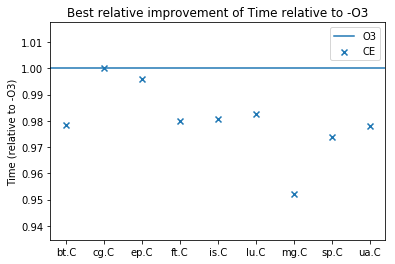 Best relative improvement of Time relative to -O3
O3
CE
Time (relative to -O3)
1.01
1.00
0.99
0.98
0.97
0.96
0.95
0.94
bt.C cg.C ep.C ft.C is.C lu.C mg.C sp.C ua.C